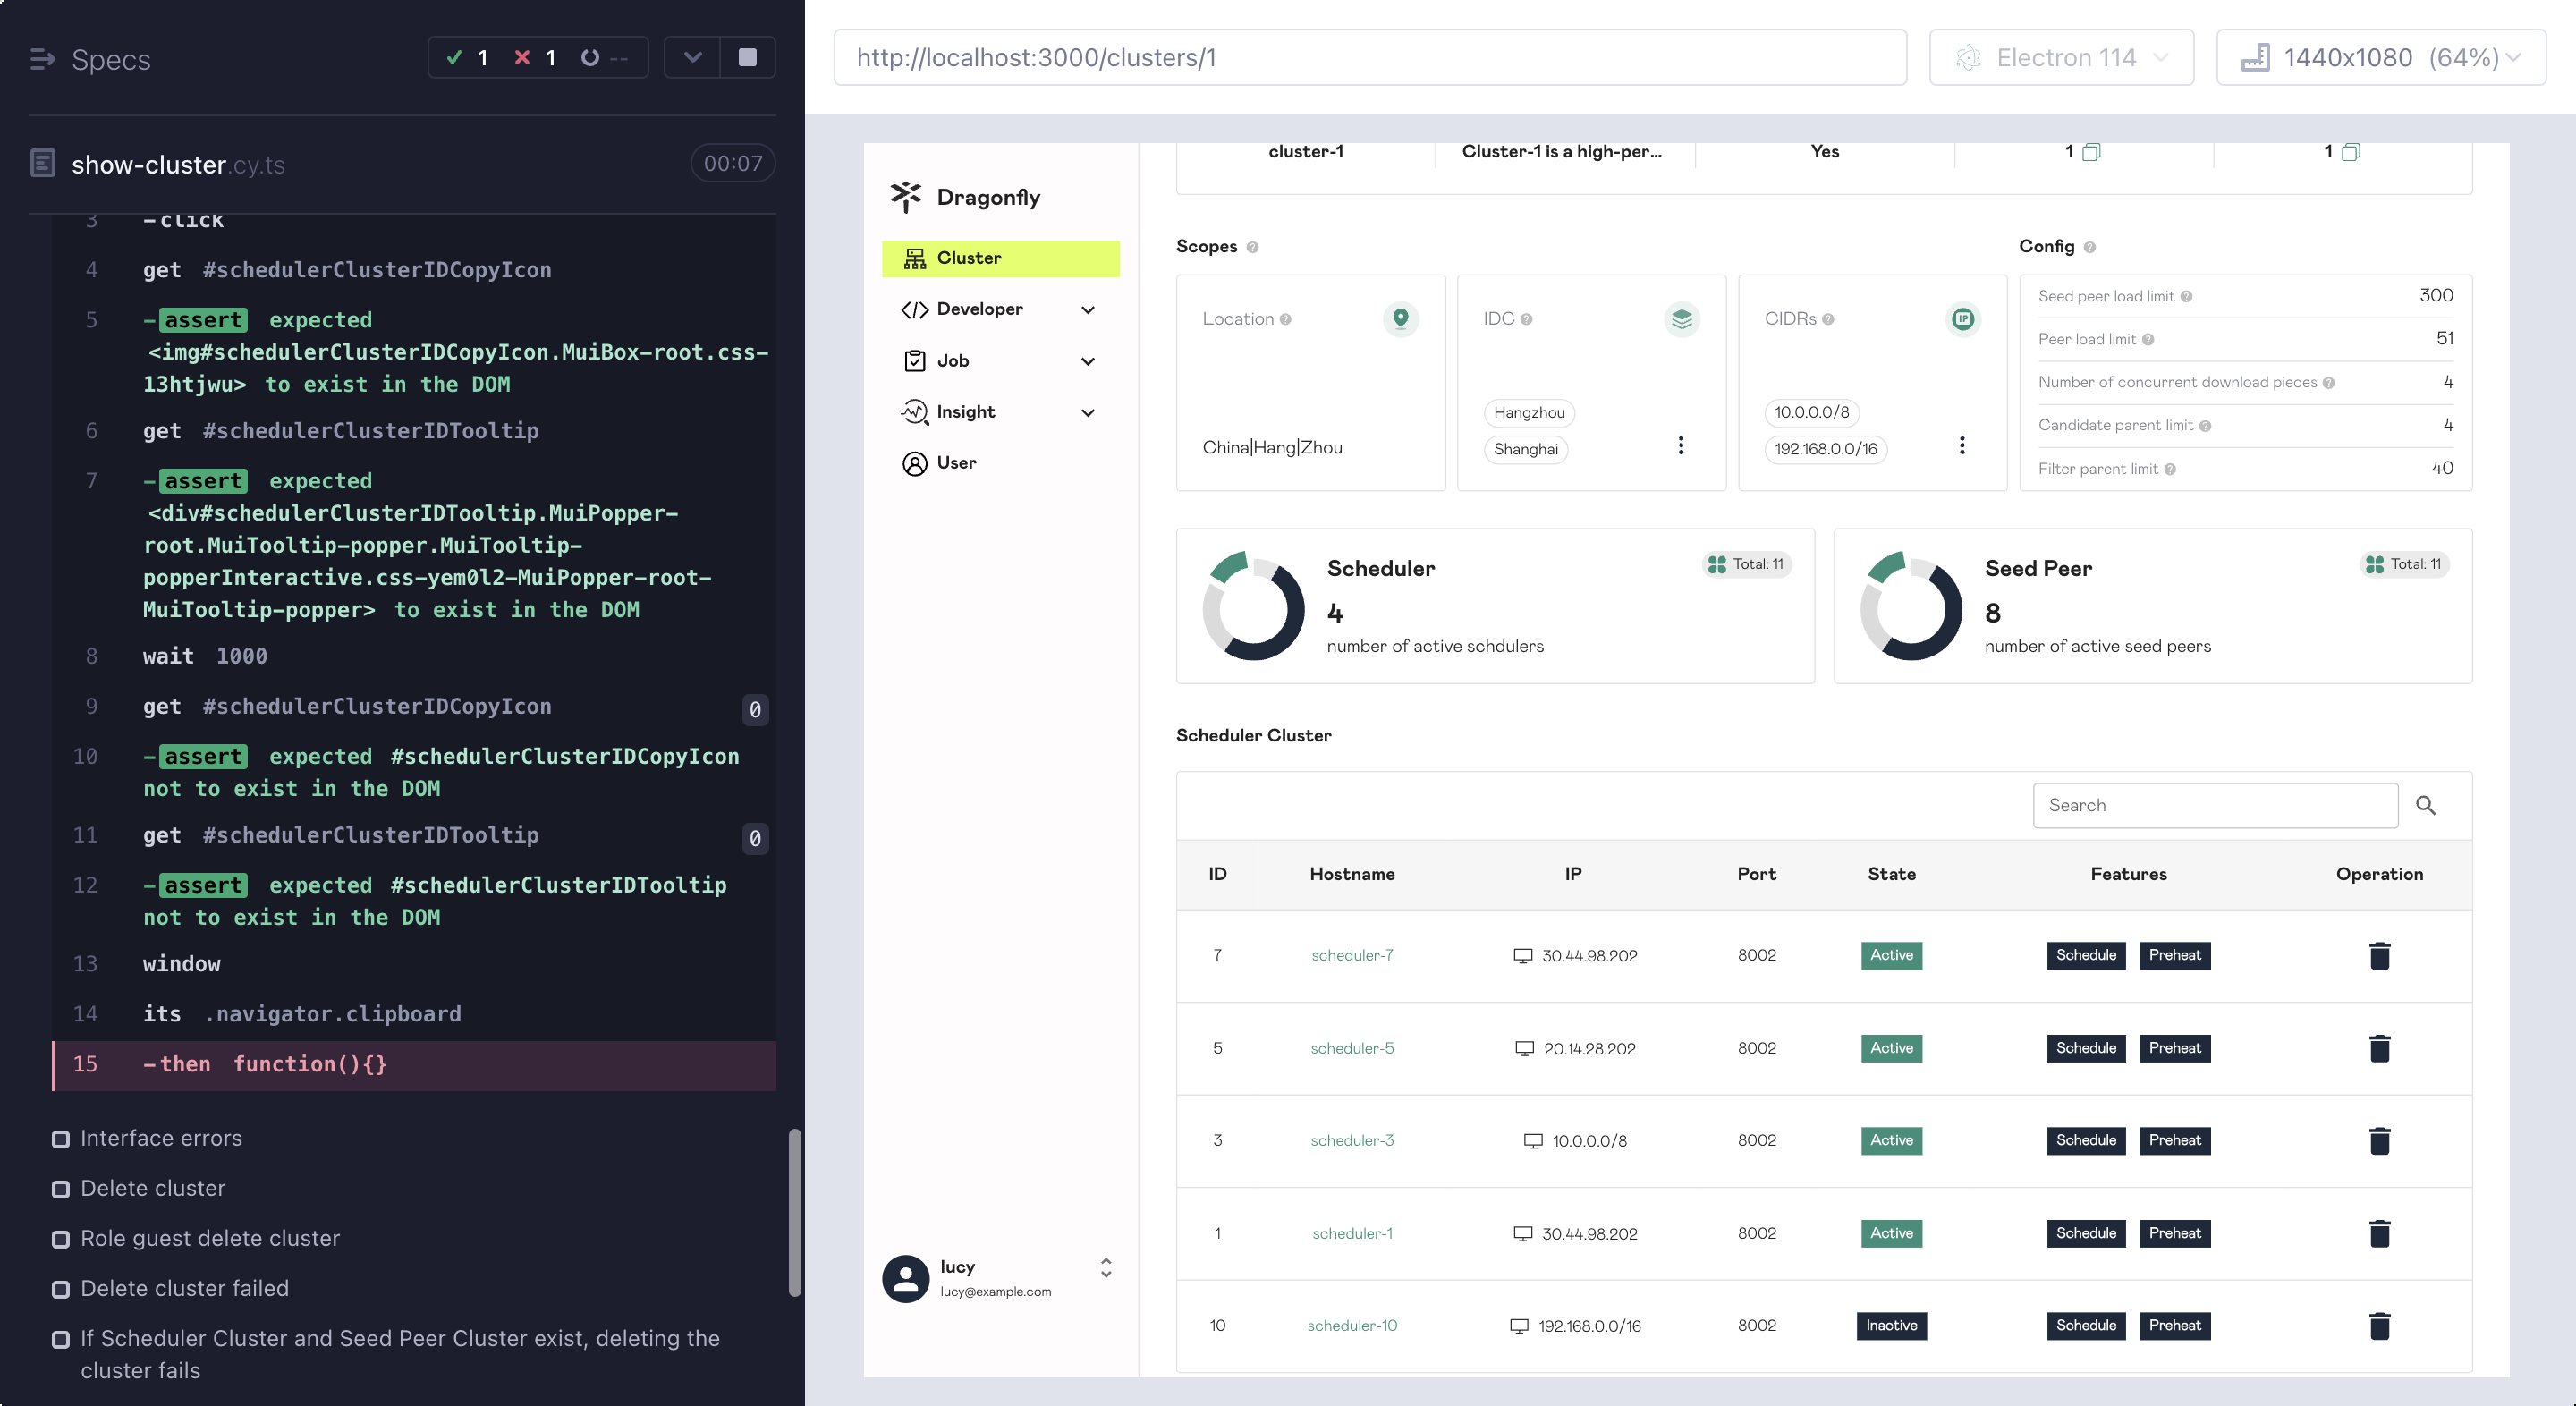 Specs
1 1 --
show-cluster.cy.ts
00:07
3 -click
4 get #schedulerClusterIDCopyIcon
5 -assert expected
<img#schedulerClusterIDCopyIcon.MuiBox-root.css-
13htjwu> to exist in the DOM
6 get #schedulerClusterIDTooltip
7 -assert expected
<div#schedulerClusterIDTooltip.MuiPopper-
root.MuiTooltip-popper.MuiTooltip-
popperInteractive.css-yem0l2-MuiPopper-root-
MuiTooltip-popper> to exist in the DOM
8 wait 1000
9 get #schedulerClusterIDCopyIcon 0
10 -assert expected #schedulerClusterIDCopyIcon
not to exist in the DOM
11 get #schedulerClusterIDTooltip 0
12 -assert expected #schedulerClusterIDTooltip
not to exist in the DOM
13 window
14 its .navigator.clipboard
15 -then function(){}
Interface errors
Delete cluster
Role guest delete cluster
Delete cluster failed
If Scheduler Cluster and Seed Peer Cluster exist, deleting the
cluster fails
http://localhost:3000/clusters/1
Electron 114
1440x1080 (64%)
Dragonfly
Cluster
Developer
Job
Insight
User
lucy
lucy@example.com
cluster-1 Cluster-1 is a high-per... Yes 1 1
Scopes
Location
China|Hang|Zhou
IDC
Hangzhou
Shanghai
CIDRs
IP
10.0.0.0/8
192.168.0.0/16
Config
Seed peer load limit 300
Peer load limit 51
Number of concurrent download pieces 4
Candidate parent limit 4
Filter parent limit 40
Scheduler
Total: 11
4
number of active schdulers
Seed Peer
Total: 11
8
number of active seed peers
Scheduler Cluster
Search
ID Hostname IP Port State Features Operation
7 scheduler-7 30.44.98.202 8002 Active Schedule Preheat
5 scheduler-5 20.14.28.202 8002 Active Schedule Preheat
3 scheduler-3 10.0.0.0/8 8002 Active Schedule Preheat
1 scheduler-1 30.44.98.202 8002 Active Schedule Preheat
10 scheduler-10 192.168.0.0/16 8002 Inactive Schedule Preheat